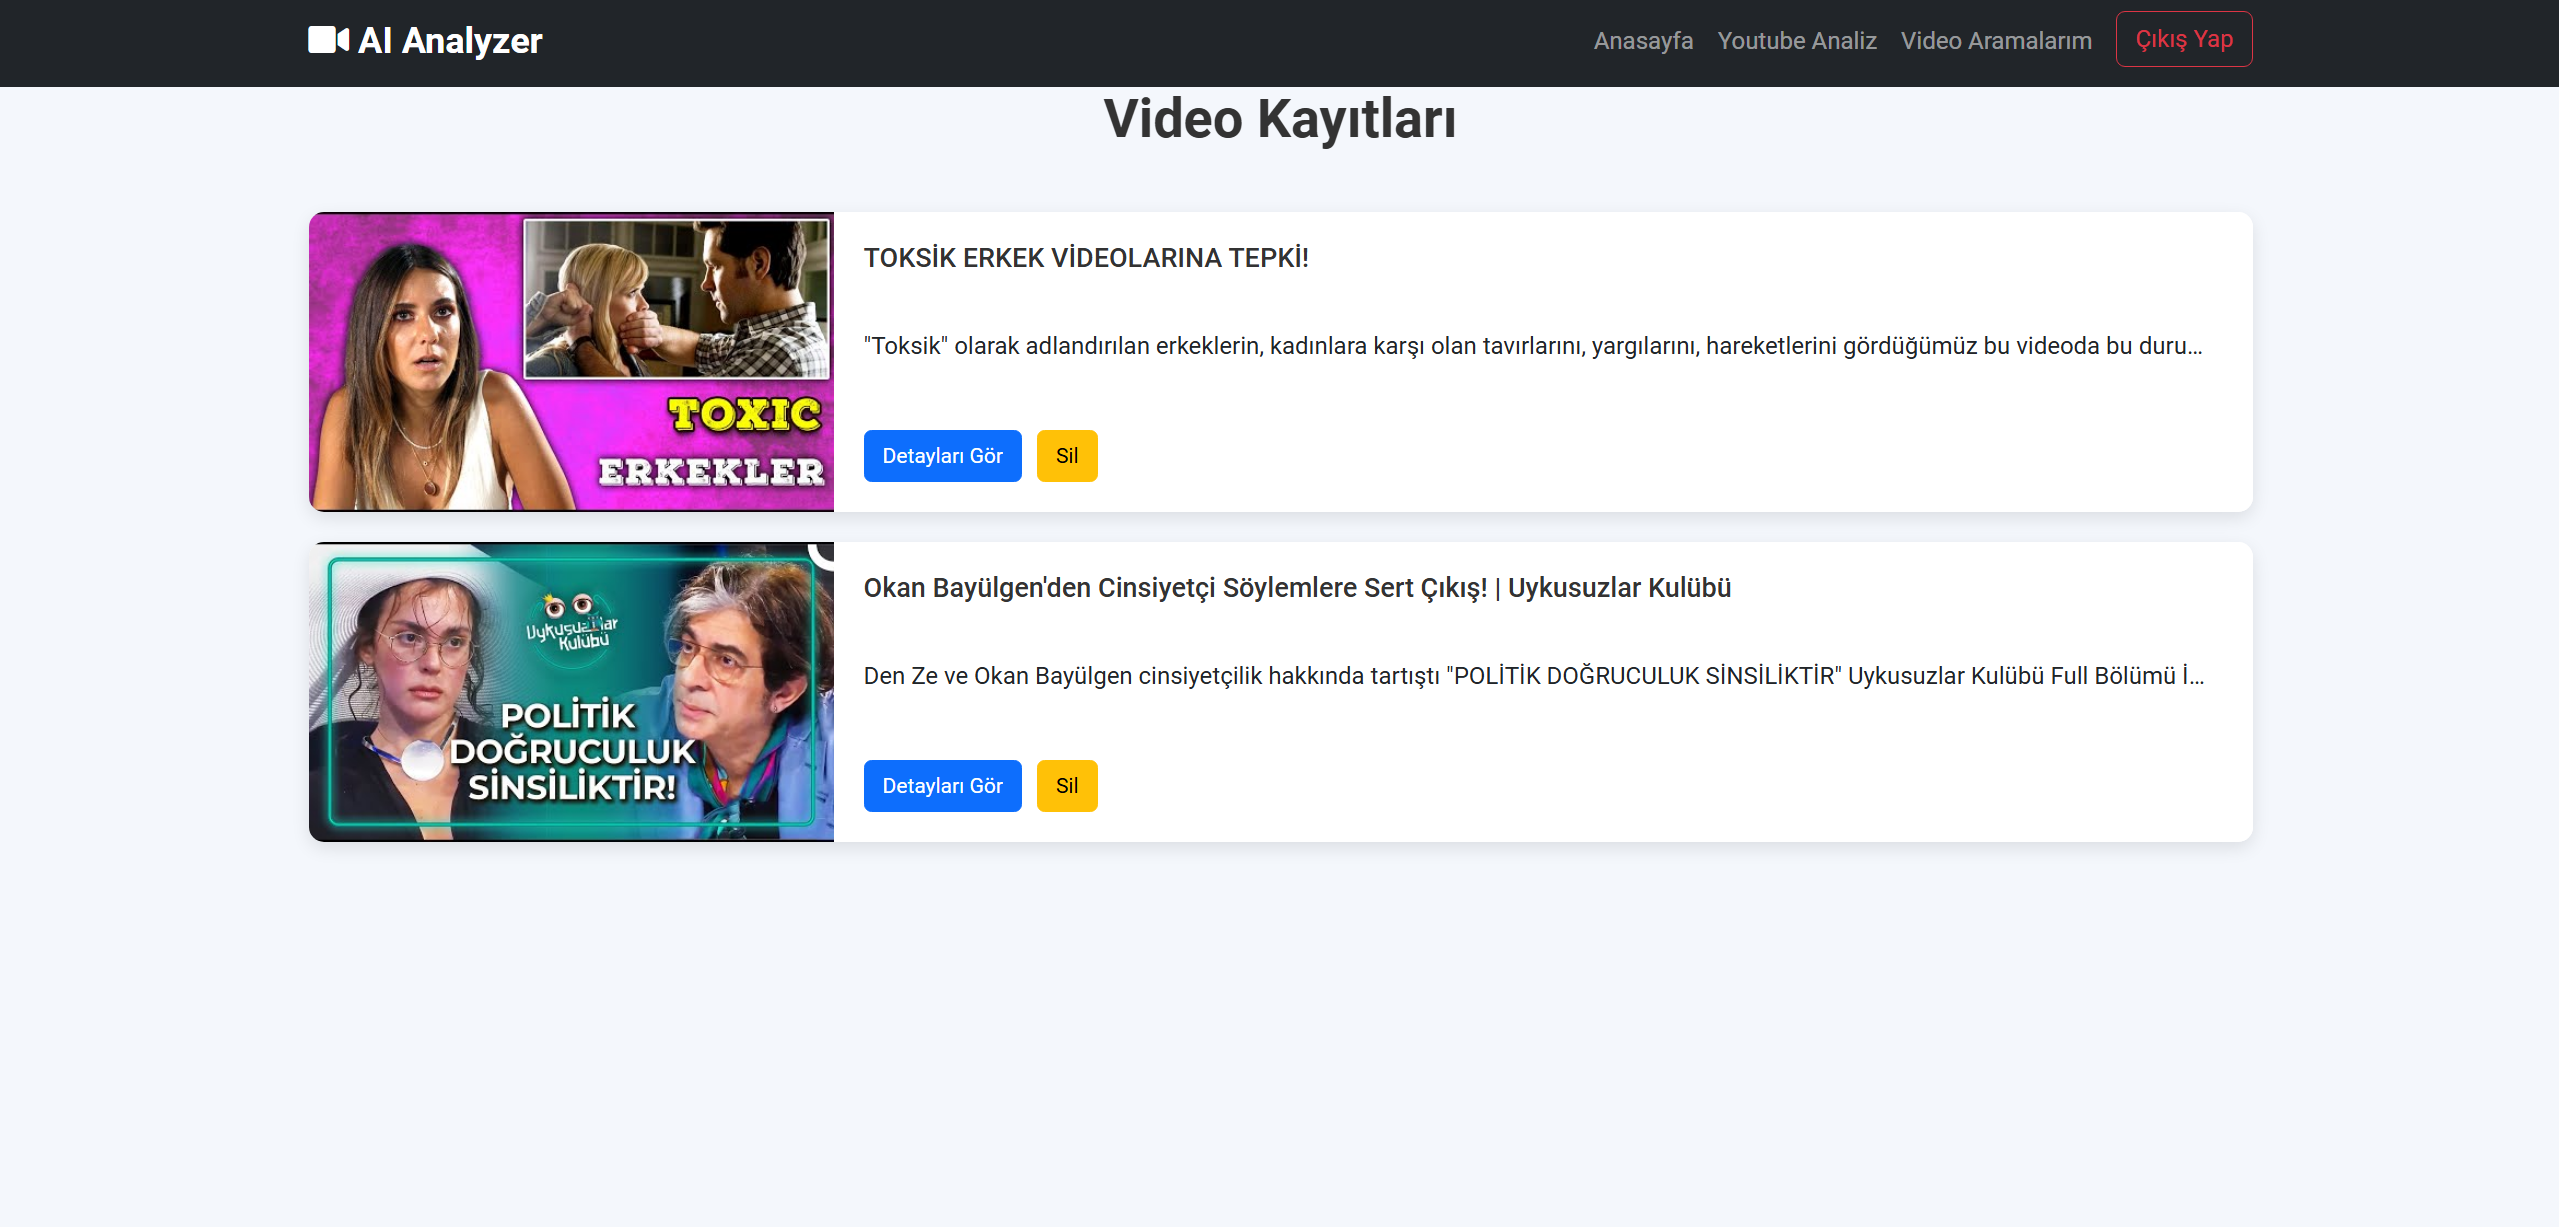 AI Analyzer
Anasayfa Youtube Analiz Video Aramalarım Çıkış Yap
Video Kayıtları
TOXIC
ERKEKLER
TOKSİK ERKEK VİDEOLARINA TEPKİ!
"Toksik" olarak adlandırılan erkeklerin, kadınlara karşı olan tavırlarını, yargılarını, hareketlerini gördüğümüz bu videoda bu duru...
Detayları Gör Sil
Uykusuzlar
Kulübü
POLİTİK
DOĞRUCULUK
SİNSİLİKTİR!
Okan Bayülgen'den Cinsiyetçi Söylemlere Sert Çıkış! | Uykusuzlar Kulübü
Den Ze ve Okan Bayülgen cinsiyetçilik hakkında tartıştı "POLİTİK DOĞRUCULUK SİNSİLİKTİR" Uykusuzlar Kulübü Full Bölümü İ...
Detayları Gör Sil